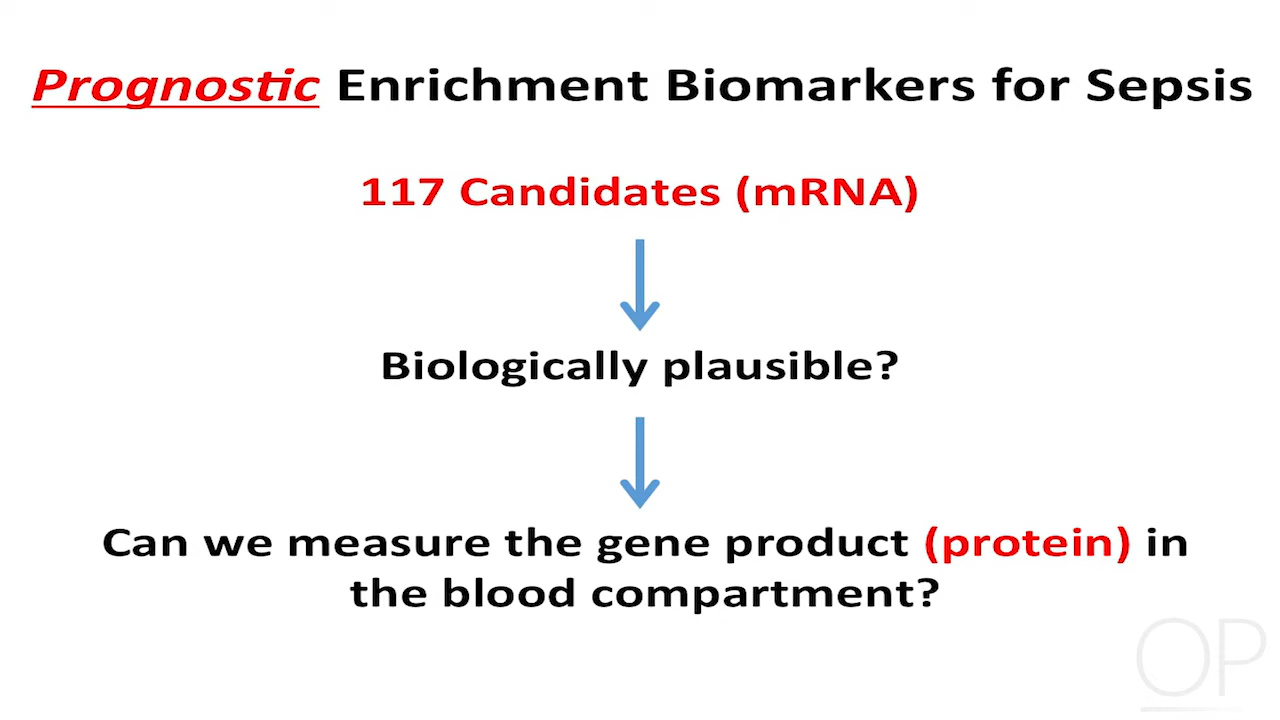 Prognostic Enrichment Biomarkers for Sepsis
117 Candidates (mRNA)
Biologically plausible?
Can we measure the gene product (protein) in
the blood compartment?
OP